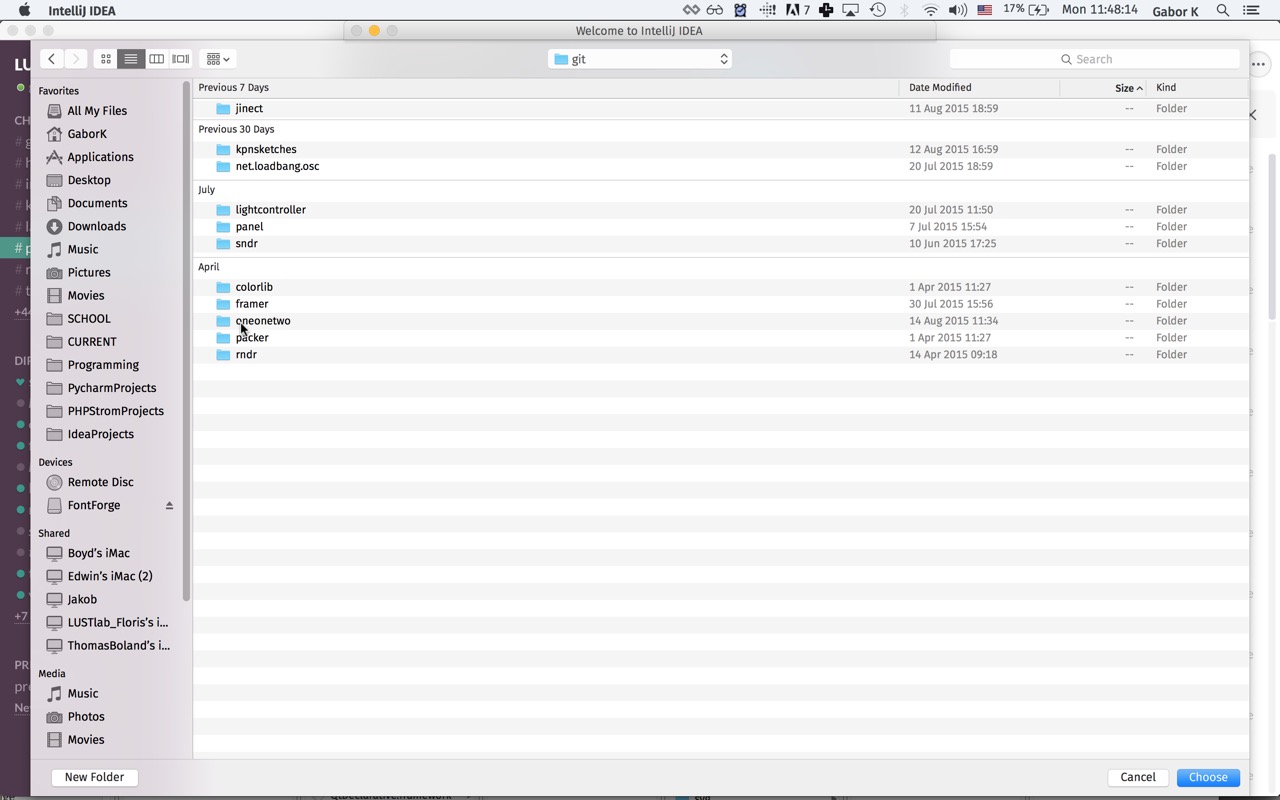 IntelliJ IDEA
7
17%
Mon 11:48:14
Gabor K
Welcome to IntelliJ IDEA
git
Search
Favorites
All My Files
GaborK
Applications
Desktop
Documents
Downloads
Music
Pictures
Movies
SCHOOL
CURRENT
Programming
PycharmProjects
PHPStromProjects
IdeaProjects
Devices
Remote Disc
FontForge
Shared
Boyd's iMac
Edwin's iMac (2)
Jakob
LUSTlab_Floris's i...
ThomasBoland's i...
Media
Music
Photos
Movies
Previous 7 Days Date Modified Size Kind
jinect 11 Aug 2015 18:59 -- Folder
Previous 30 Days
kpnsketches 12 Aug 2015 16:59 -- Folder
net.loadbang.osc 20 Jul 2015 18:59 -- Folder
July
lightcontroller 20 Jul 2015 11:50 -- Folder
panel 7 Jul 2015 15:54 -- Folder
sndr 10 Jun 2015 17:25 -- Folder
April
colorlib 1 Apr 2015 11:27 -- Folder
framer 30 Jul 2015 15:56 -- Folder
oneonetwo 14 Aug 2015 11:34 -- Folder
packer 1 Apr 2015 11:27 -- Folder
rndr 14 Apr 2015 09:18 -- Folder
New Folder
Cancel
Choose